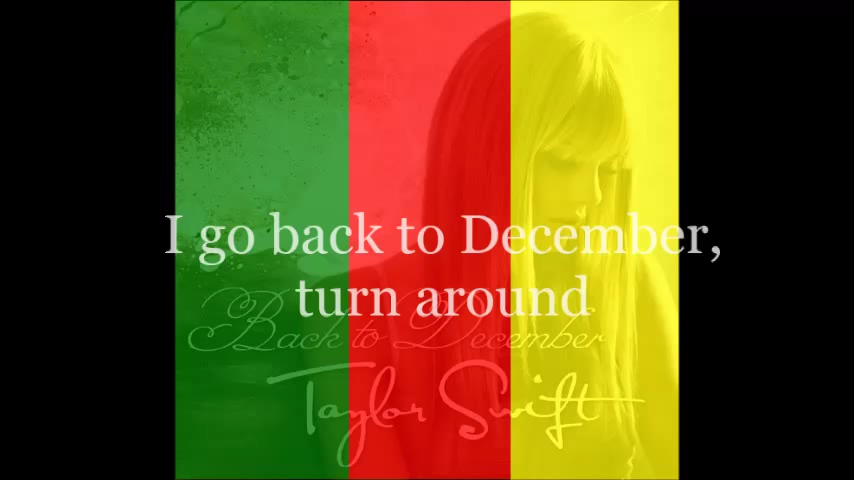 I go back to December,
turn around
Back to December
Taylor Swift